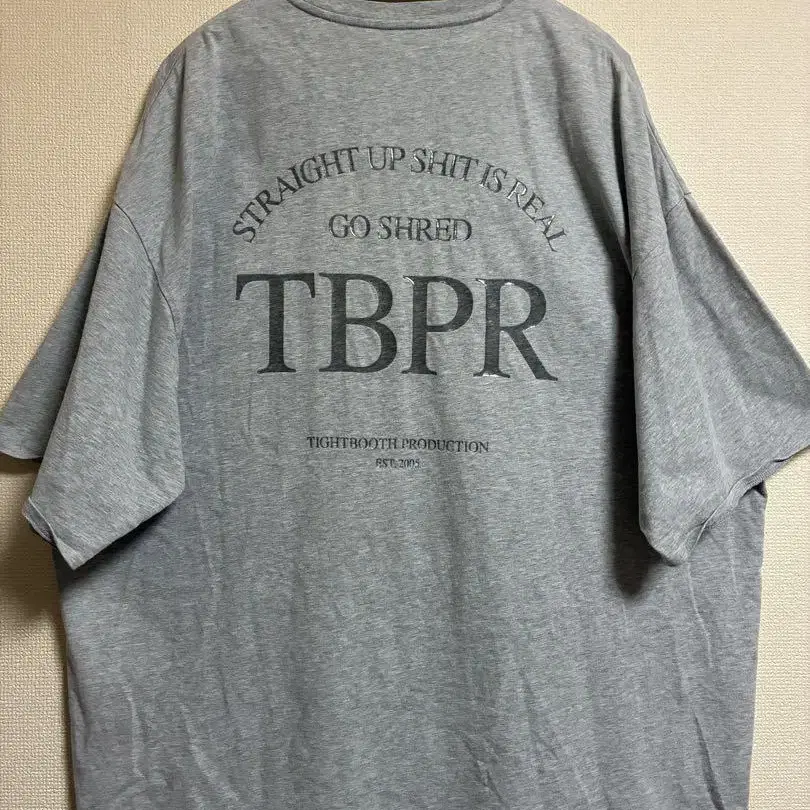 STRAIGHT UP SHIT IS REAL
GO SHRED
TBPR
TIGHTBOOTH PRODUCTION
EST. 2005